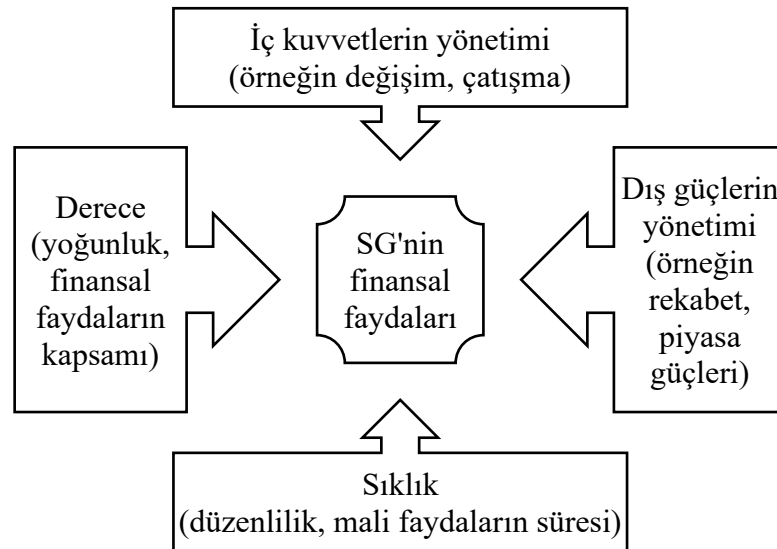 İç kuvvetlerin yönetimi
(örneğin değişim, çatışma)
Derece
(yoğunluk,
finansal
faydaların
kapsamı)
SG'nin
finansal
faydaları
Dış güçlerin
yönetimi
(örneğin
rekabet,
piyasa
güçleri)
Sıklık
(düzenlilik, mali faydaların süresi)